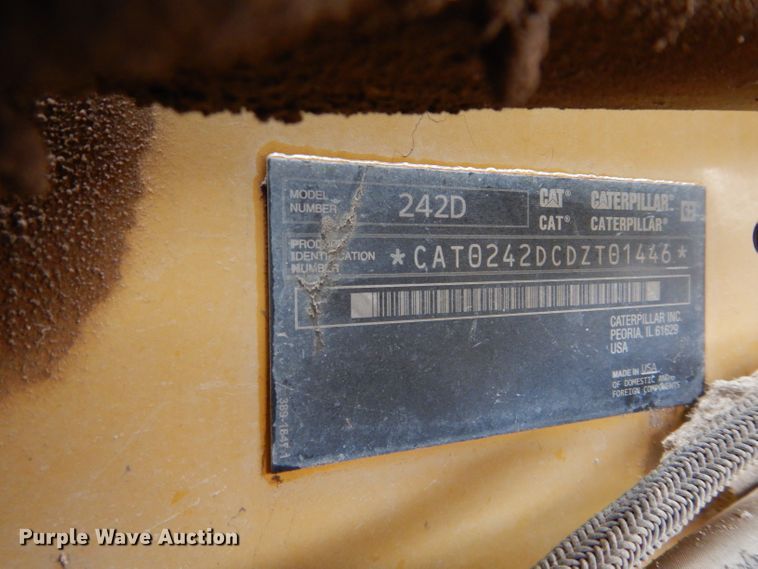 MODEL NUMBER 242D CAT® CATERPILLAR®
CAT® CATERPILLAR®
PRODUCT IDENTIFICATION NUMBER *CAT0242DCDZT01446*
CATERPILLAR INC.
PEORIA, IL 61629
USA
MADE IN USA
OF DOMESTIC AND
FOREIGN COMPONENTS
Purple Wave Auction